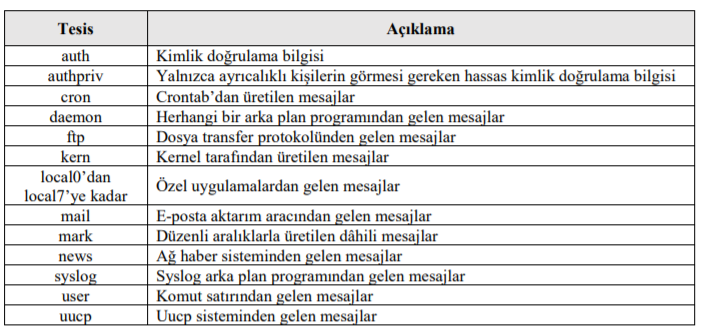 Tesis Açıklama
auth Kimlik doğrulama bilgisi
authpriv Yalnızca ayrıcalıklı kişilerin görmesi gereken hassas kimlik doğrulama bilgisi
cron Crontab’dan üretilen mesajlar
daemon Herhangi bir arka plan programından gelen mesajlar
ftp Dosya transfer protokolünden gelen mesajlar
kern Kernel tarafından üretilen mesajlar
local0’dan
local7’ye kadar Özel uygulamalardan gelen mesajlar
mail E-posta aktarım aracından gelen mesajlar
mark Düzenli aralıklarla üretilen dâhili mesajlar
news Ağ haber sisteminden gelen mesajlar
syslog Syslog arka plan programından gelen mesajlar
user Komut satırından gelen mesajlar
uucp Uucp sisteminden gelen mesajlar